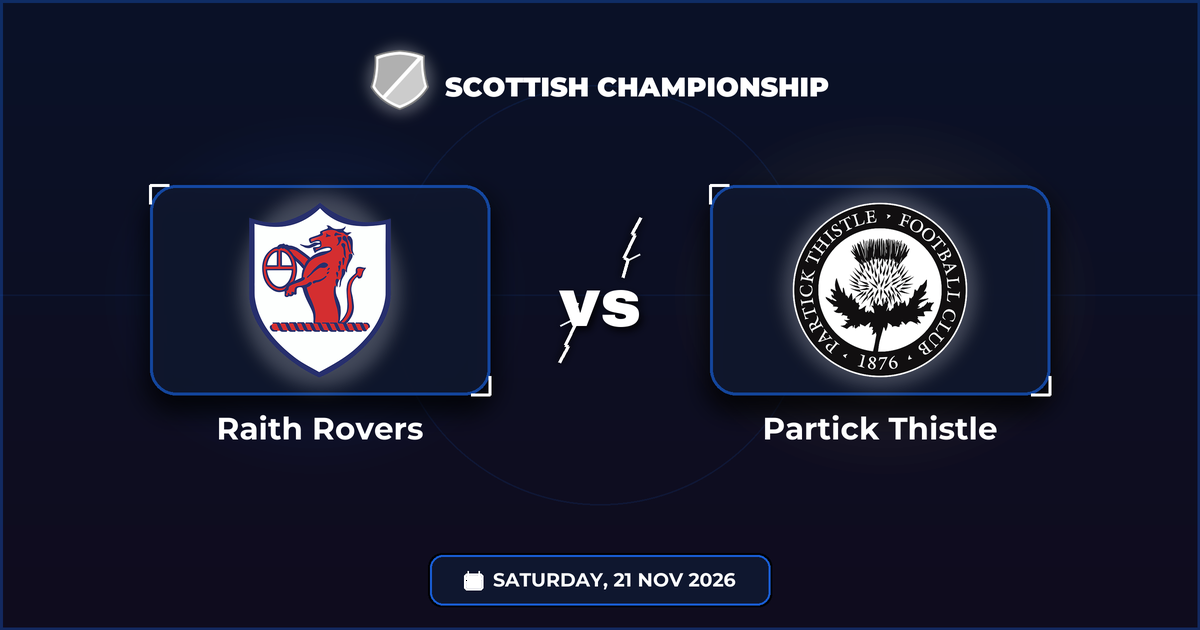 SCOTTISH CHAMPIONSHIP
PARTICK THISTLE · FOOTBALL CLUB ·
1876 ·
vs
Raith Rovers
Partick Thistle
SATURDAY, 21 NOV 2026